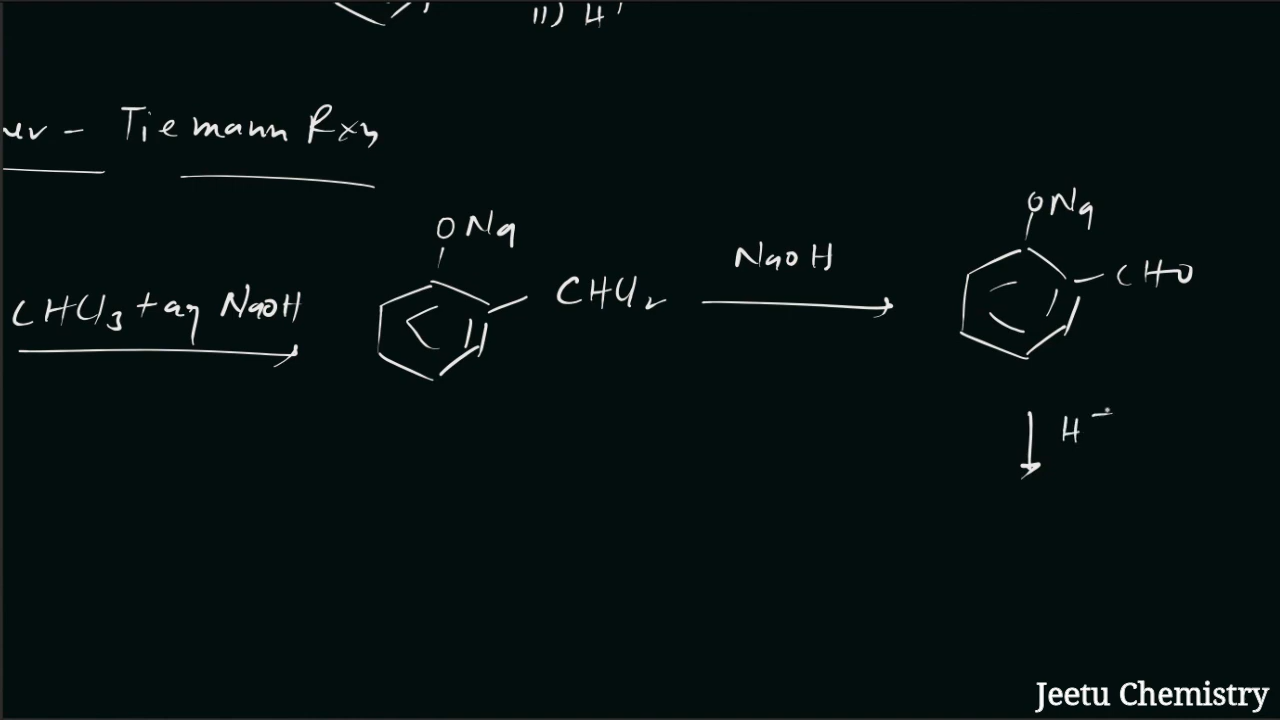 II) H⁺
Tiemann Rxn
ONa
CHCl₃ + aq NaOH
CHCl₂
NaOH
ONa
CHO
H
Jeetu Chemistry